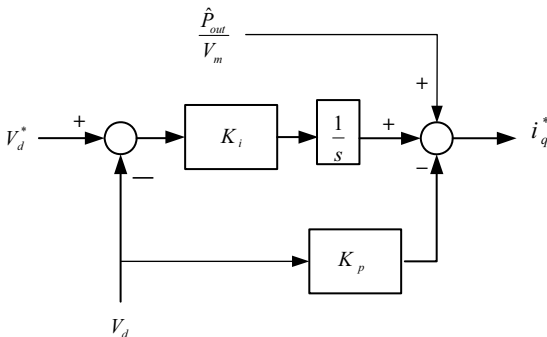 P̂_out
V_m
+
+
V_d^*
K_i
1
s
+
i_q^*
−
−
K_p
V_d